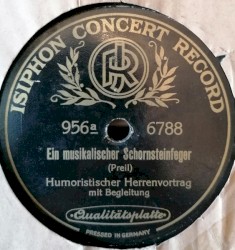 ISIPHON CONCERT RECORD
956a 6788
Ein musikalischer Schornsteinfeger
(Preil)
Humoristischer Herrenvortrag
mit Begleitung
Qualitätsplatte
PRESSED IN GERMANY